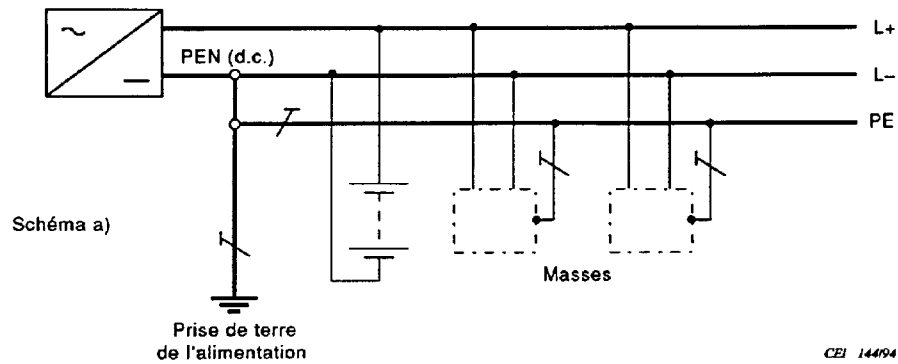 L+
PEN (d.c.)
L–
PE
Schéma a)
Masses
Prise de terre
de l'alimentation
CEI 144/94